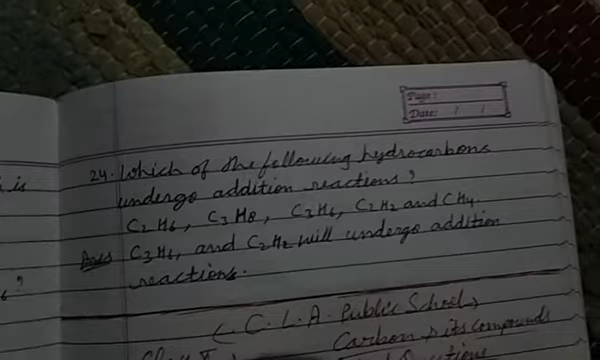 Page:
Date: / /
is
24. Which of the following hydrocarbons
undergo addition reactions?
C2H6, C3H8, C3H6, C2H2 and CH4.
Ans C3H6, and C2H2 will undergo addition
reactions.
?
(C.L.A. Public School,
Carbon & its compounds